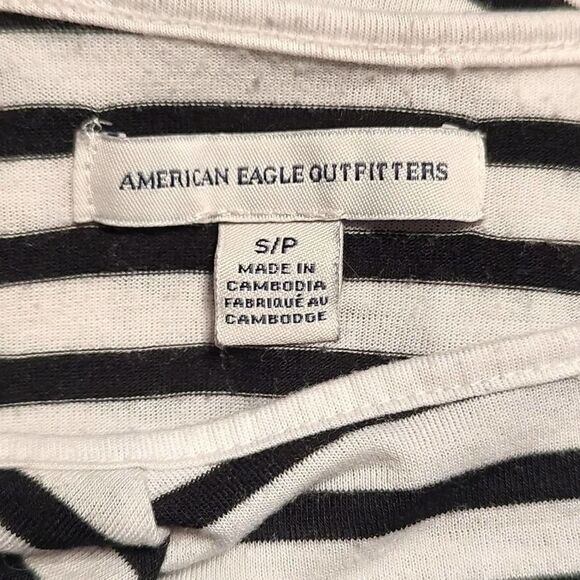 AMERICAN EAGLE OUTFITTERS
S/P
MADE IN
CAMBODIA
FABRIQUÉ AU
CAMBODGE